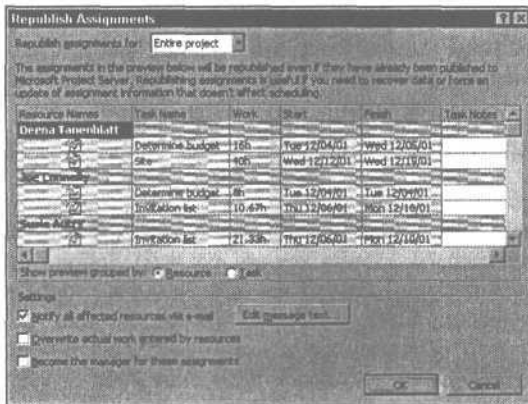 Republish Assignments
Republish assignments for: Entire project
The assignments in the preview below will be republished even if they have already been published to
Microsoft Project Server. Republishing assignments is useful if you need to recover data or force an
update of assignment information that doesn't affect scheduling.
Resource Names Task Name Work Start Finish Task Notes
Deena Tanenblatt
Determine budget 16h Tue 12/04/01 Wed 12/05/01
Site 40h Wed 12/12/01 Wed 12/19/01
Determine budget 8h Tue 12/04/01 Tue 12/04/01
Invitation list 10.67h Thu 12/06/01 Mon 12/10/01
Invitation list 21.33h Thu 12/06/01 Mon 12/10/01
Show preview grouped by: Resource Task
Settings
Notify all affected resources via e-mail Edit message text...
Overwrite actual work entered by resources
Become the manager for these assignments
OK Cancel